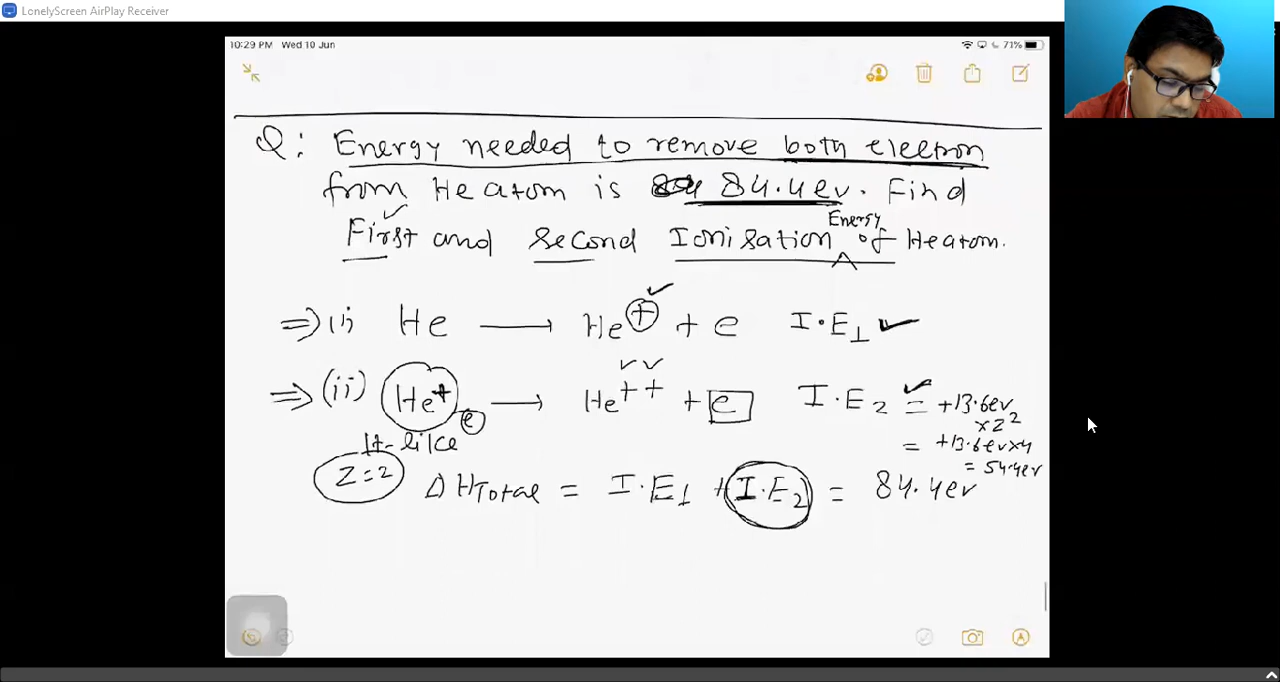 LonelyScreen AirPlay Receiver
10:29 PM Wed 10 Jun
71%
Q: Energy needed to remove both electron
from He atom is 84.4ev. Find
First and second Ionisation Energy of He atom.
⇒(i) He ⟶ He⁺ + e I.E₁ ✓
⇒(ii) He⁺ ⟶ He⁺⁺ + e I.E₂ = +13.6ev
e
×Z²
H-like
= +13.6ev×4
= 54.4ev
Z=2
ΔHTotal = I.E₁ + I.E₂ = 84.4ev